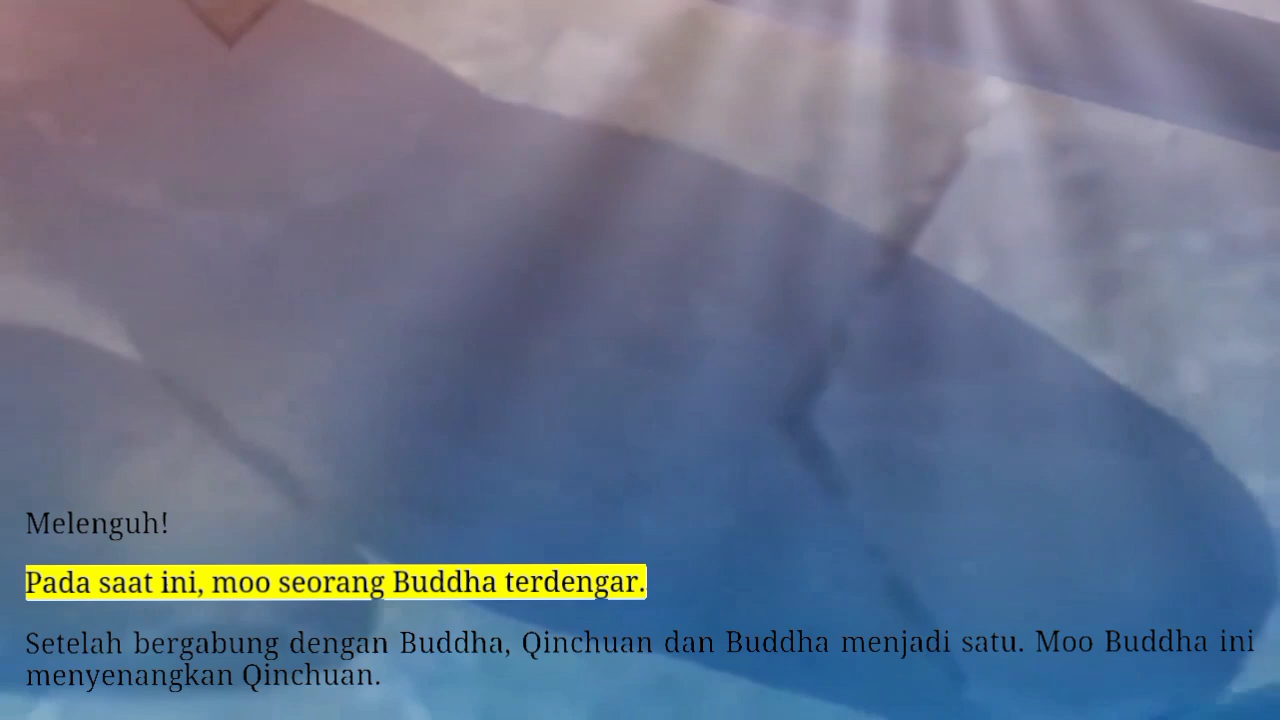 Melenguh!
Pada saat ini, moo seorang Buddha terdengar.
Setelah bergabung dengan Buddha, Qinchuan dan Buddha menjadi satu. Moo Buddha ini
menyenangkan Qinchuan.